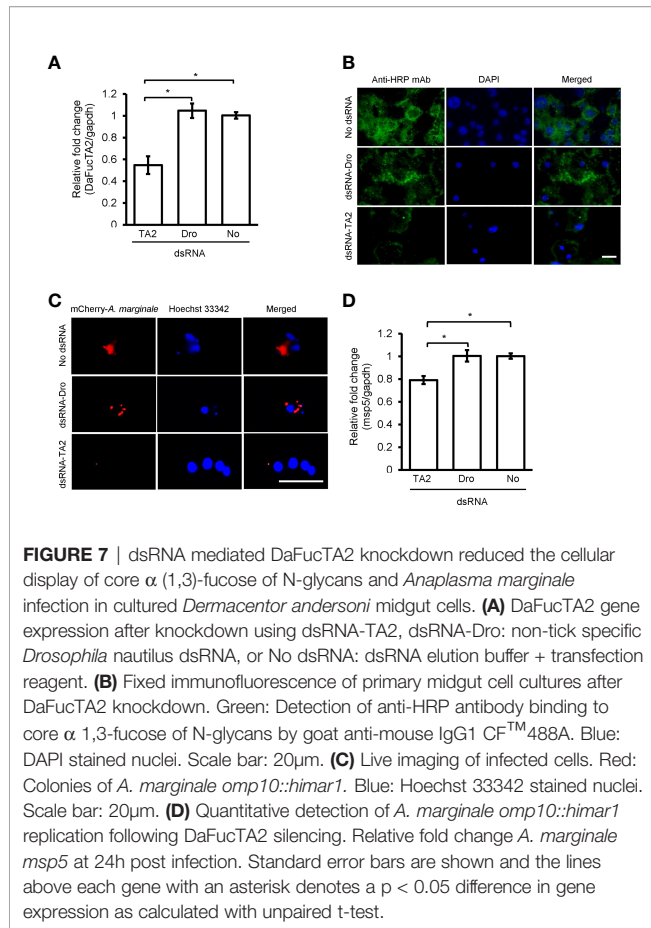 A
Relative fold change
(DaFucTA2/gapdh)
1.2
1
0.8
0.6
0.4
0.2
0
*
*
TA2 Dro No
dsRNA
B
Anti-HRP mAb DAPI Merged
No dsRNA
dsRNA-Dro
dsRNA-TA2
C
mCherry-A. marginale Hoechst 33342 Merged
No dsRNA
dsRNA-Dro
dsRNA-TA2
D
Relative fold change
(msp5/gapdh)
1.2
1
0.8
0.6
0.4
0.2
0
*
*
TA2 Dro No
dsRNA
FIGURE 7 | dsRNA mediated DaFucTA2 knockdown reduced the cellular
display of core α (1,3)-fucose of N-glycans and Anaplasma marginale
infection in cultured Dermacentor andersoni midgut cells. (A) DaFucTA2 gene
expression after knockdown using dsRNA-TA2, dsRNA-Dro: non-tick specific
Drosophila nautilus dsRNA, or No dsRNA: dsRNA elution buffer + transfection
reagent. (B) Fixed immunofluorescence of primary midgut cell cultures after
DaFucTA2 knockdown. Green: Detection of anti-HRP antibody binding to
core α 1,3-fucose of N-glycans by goat anti-mouse IgG1 CF™488A. Blue:
DAPI stained nuclei. Scale bar: 20µm. (C) Live imaging of infected cells. Red:
Colonies of A. marginale omp10::himar1. Blue: Hoechst 33342 stained nuclei.
Scale bar: 20µm. (D) Quantitative detection of A. marginale omp10::himar1
replication following DaFucTA2 silencing. Relative fold change A. marginale
msp5 at 24h post infection. Standard error bars are shown and the lines
above each gene with an asterisk denotes a p < 0.05 difference in gene
expression as calculated with unpaired t-test.